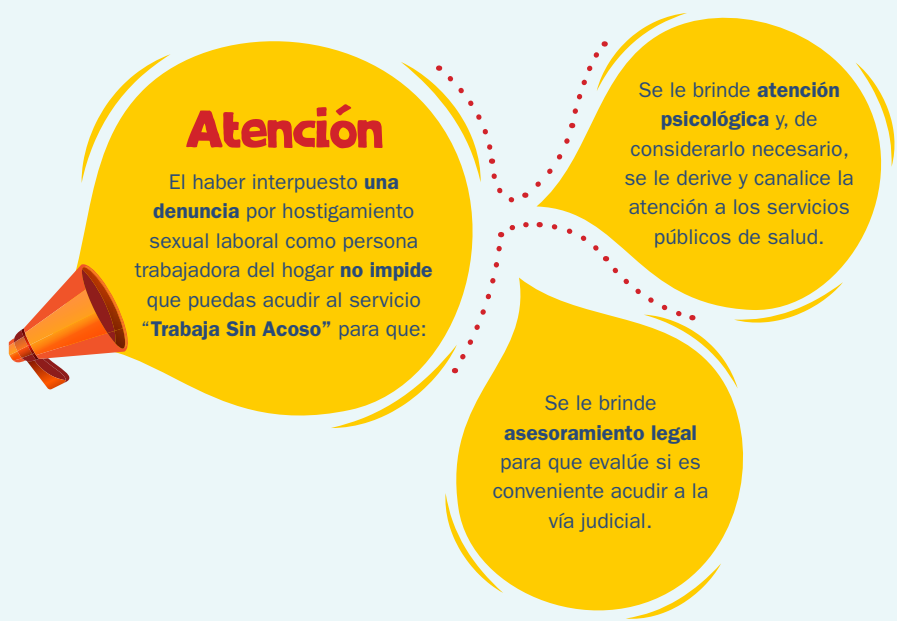 Atención
El haber interpuesto una
denuncia por hostigamiento
sexual laboral como persona
trabajadora del hogar no impide
que puedas acudir al servicio
“Trabaja Sin Acoso” para que:
Se le brinde atención
psicológica y, de
considerarlo necesario,
se le derive y canalice la
atención a los servicios
públicos de salud.
Se le brinde
asesoramiento legal
para que evalúe si es
conveniente acudir a la
vía judicial.